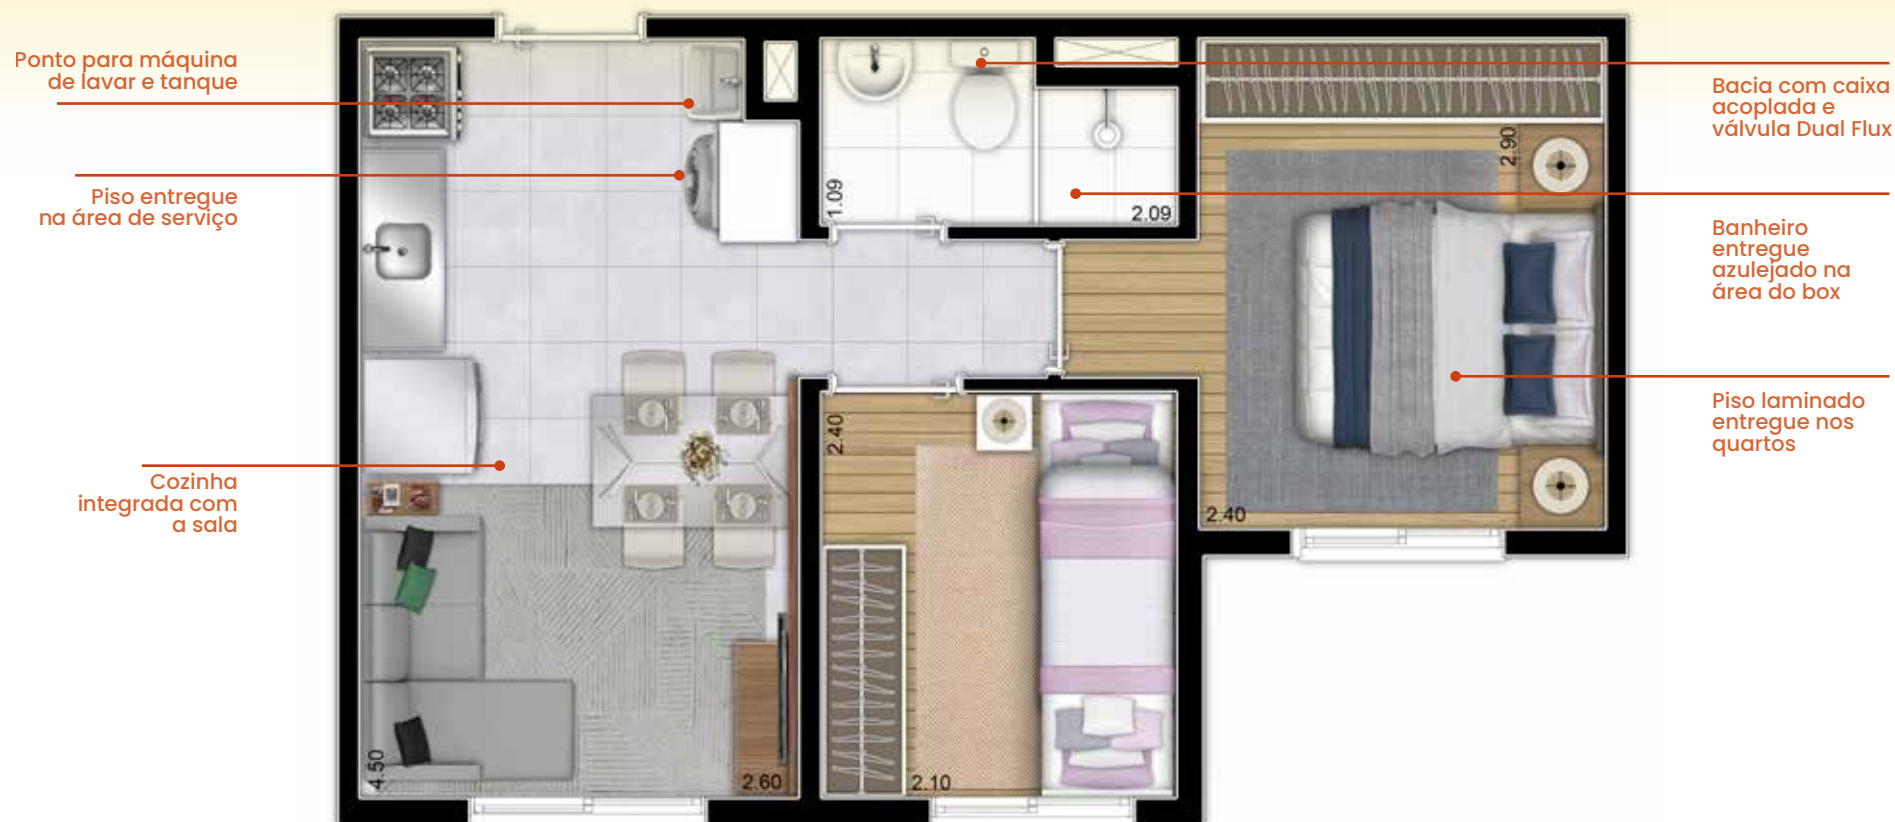 Ponto para máquina
de lavar e tanque
Piso entregue
na área de serviço
Cozinha
integrada com
a sala
1.09
2.09
2.90
2.40
2.40
2.10
4.50
2.60
Bacia com caixa
acoplada e
válvula Dual Flux
Banheiro
entregue
azulejado na
área do box
Piso laminado
entregue nos
quartos